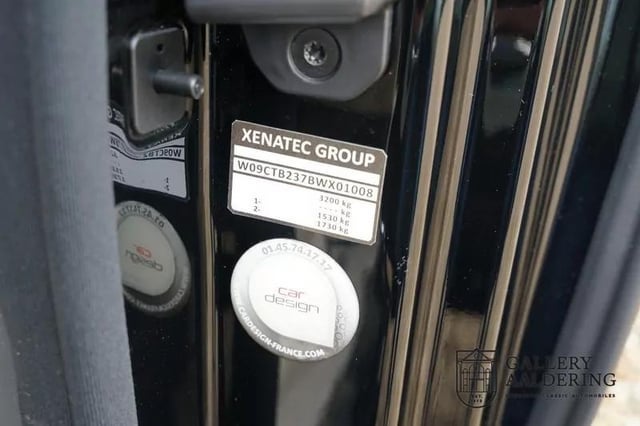 XENATEC GROUP
W09CTB237BWX01008
3200 kg
- - - - kg
1- 1530 kg
2- 1730 kg
01.45.74.17.17
car
design
CARDESIGN-FRANCE.COM
GALLERY
AALDERING